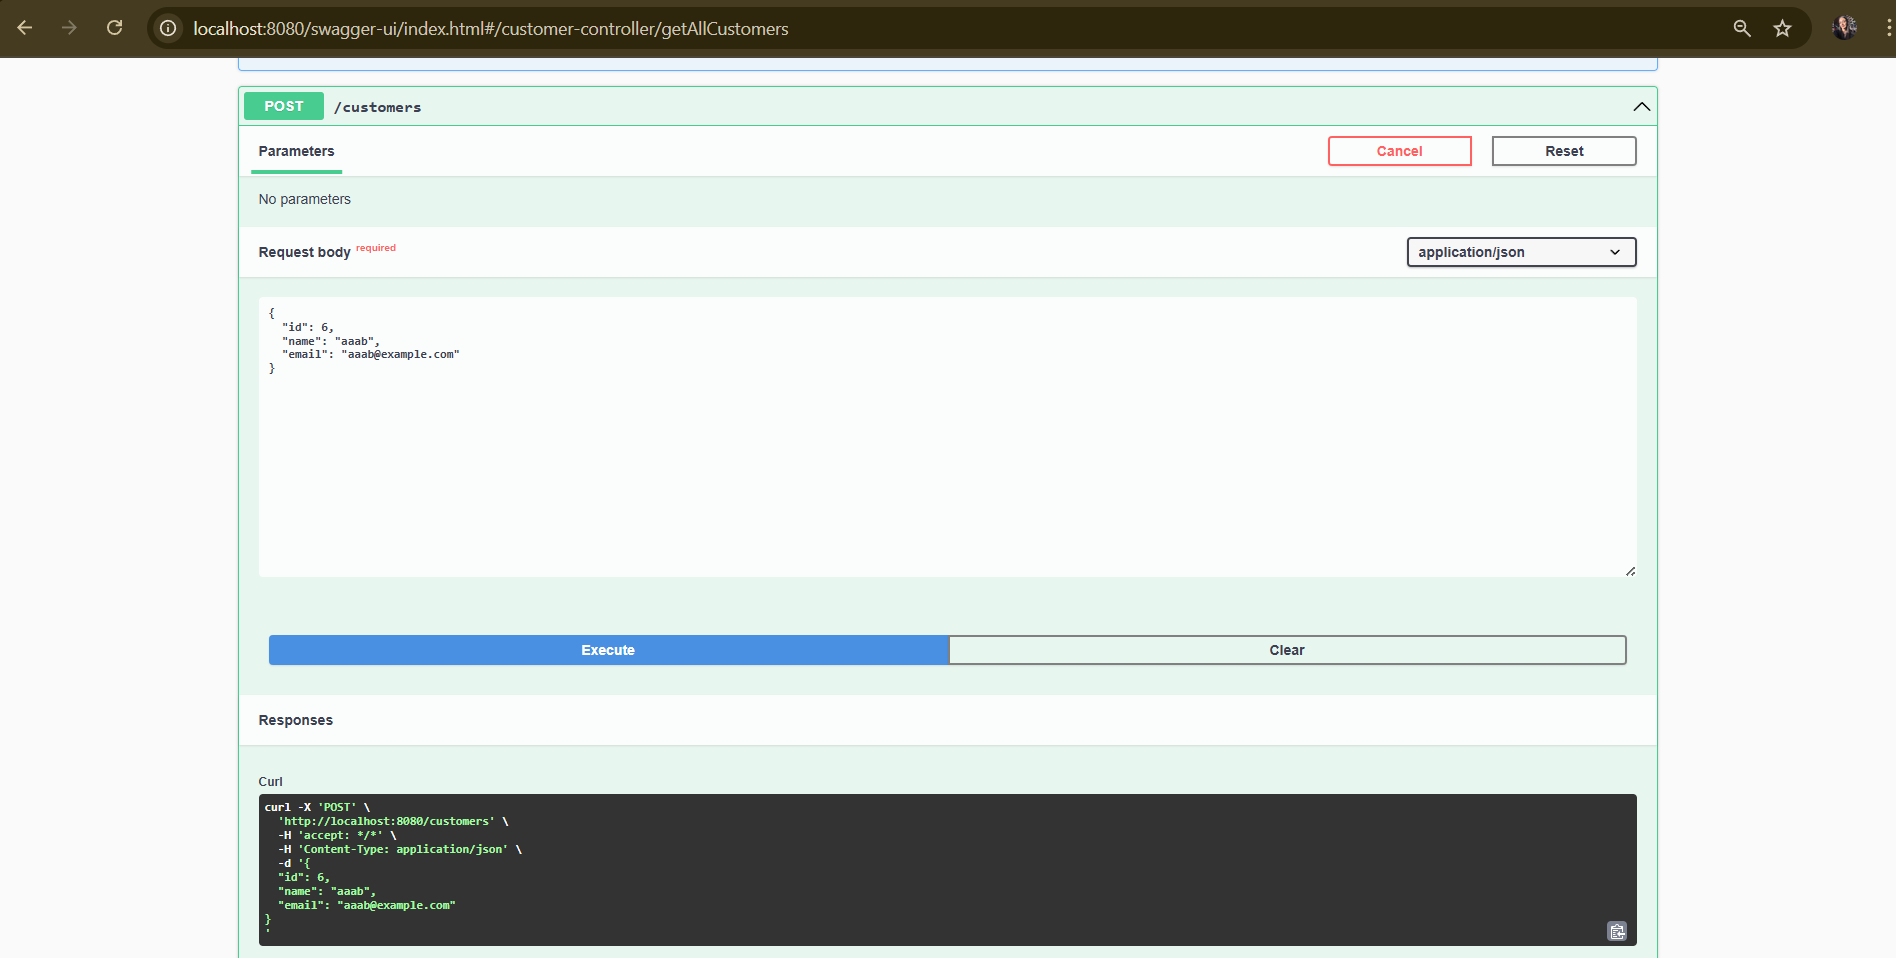 localhost:8080/swagger-ui/index.html#/customer-controller/getAllCustomers
POST /customers
Parameters
Cancel
Reset
No parameters
Request body required
application/json
{
  "id": 6,
  "name": "aaab",
  "email": "aaab@example.com"
}
Execute
Clear
Responses
Curl
curl -X 'POST' \
  'http://localhost:8080/customers' \
  -H 'accept: */*' \
  -H 'Content-Type: application/json' \
  -d '{
  "id": 6,
  "name": "aaab",
  "email": "aaab@example.com"
}
'